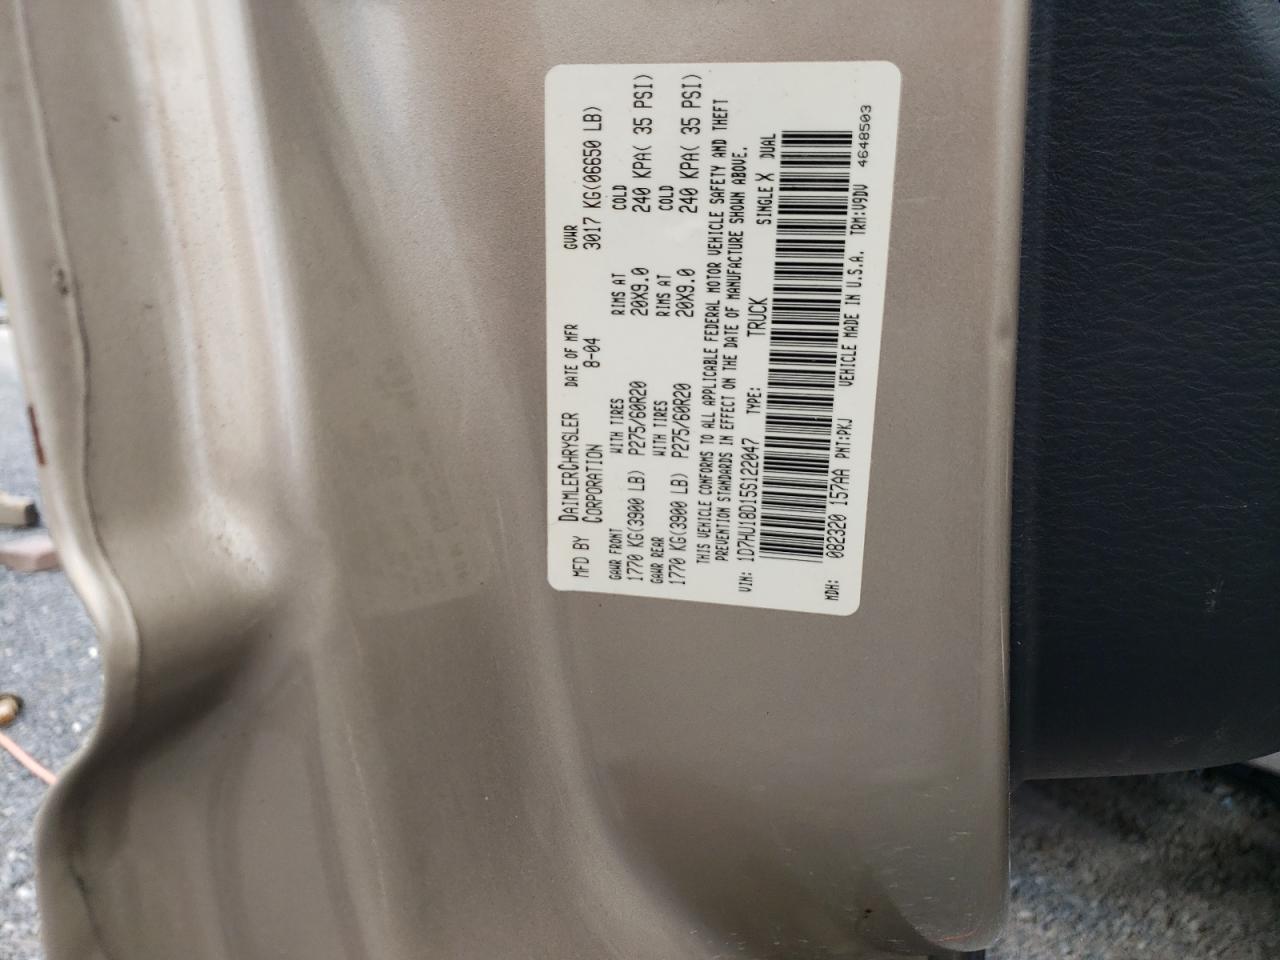 MFD BY DAIMLERCHRYSLER CORPORATION DATE OF MFR 8-04 GVWR 3017 KG(06650 LB)
GAWR FRONT WITH TIRES RIMS AT COLD
1770 KG(3900 LB) P275/60R20 20X9.0 240 KPA( 35 PSI)
GAWR REAR WITH TIRES RIMS AT COLD
1770 KG(3900 LB) P275/60R20 20X9.0 240 KPA( 35 PSI)
THIS VEHICLE CONFORMS TO ALL APPLICABLE FEDERAL MOTOR VEHICLE SAFETY AND THEFT
PREVENTION STANDARDS IN EFFECT ON THE DATE OF MANUFACTURE SHOWN ABOVE.
VIN: 1D7HU18D15S122047 TYPE: TRUCK SINGLE X DUAL
MDH: 082320 157AA PNT:PKJ VEHICLE MADE IN U.S.A. TRM:V9DV 4648503